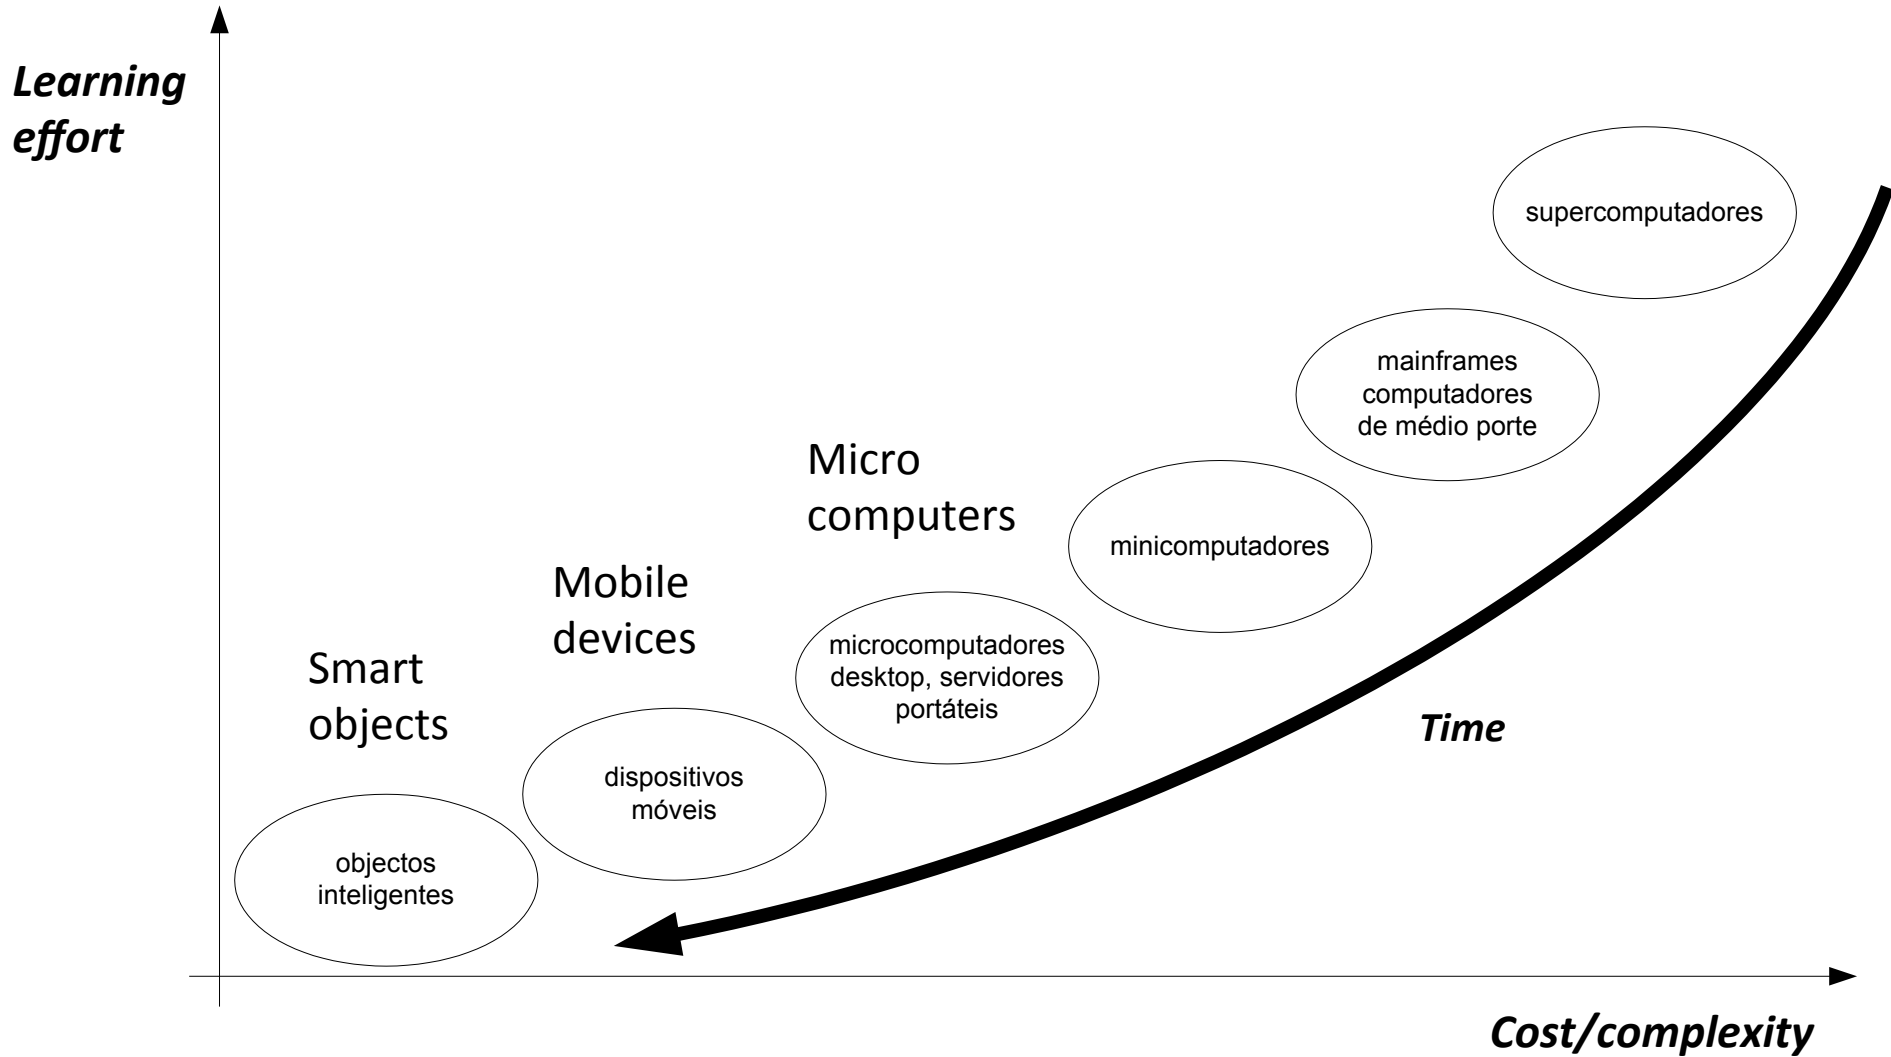 Learning
effort
supercomputadores
mainframes
computadores
de médio porte
Micro
computers
minicomputadores
Mobile
devices
microcomputadores
desktop, servidores
portáteis
Smart
objects
Time
dispositivos
móveis
objectos
inteligentes
Cost/complexity